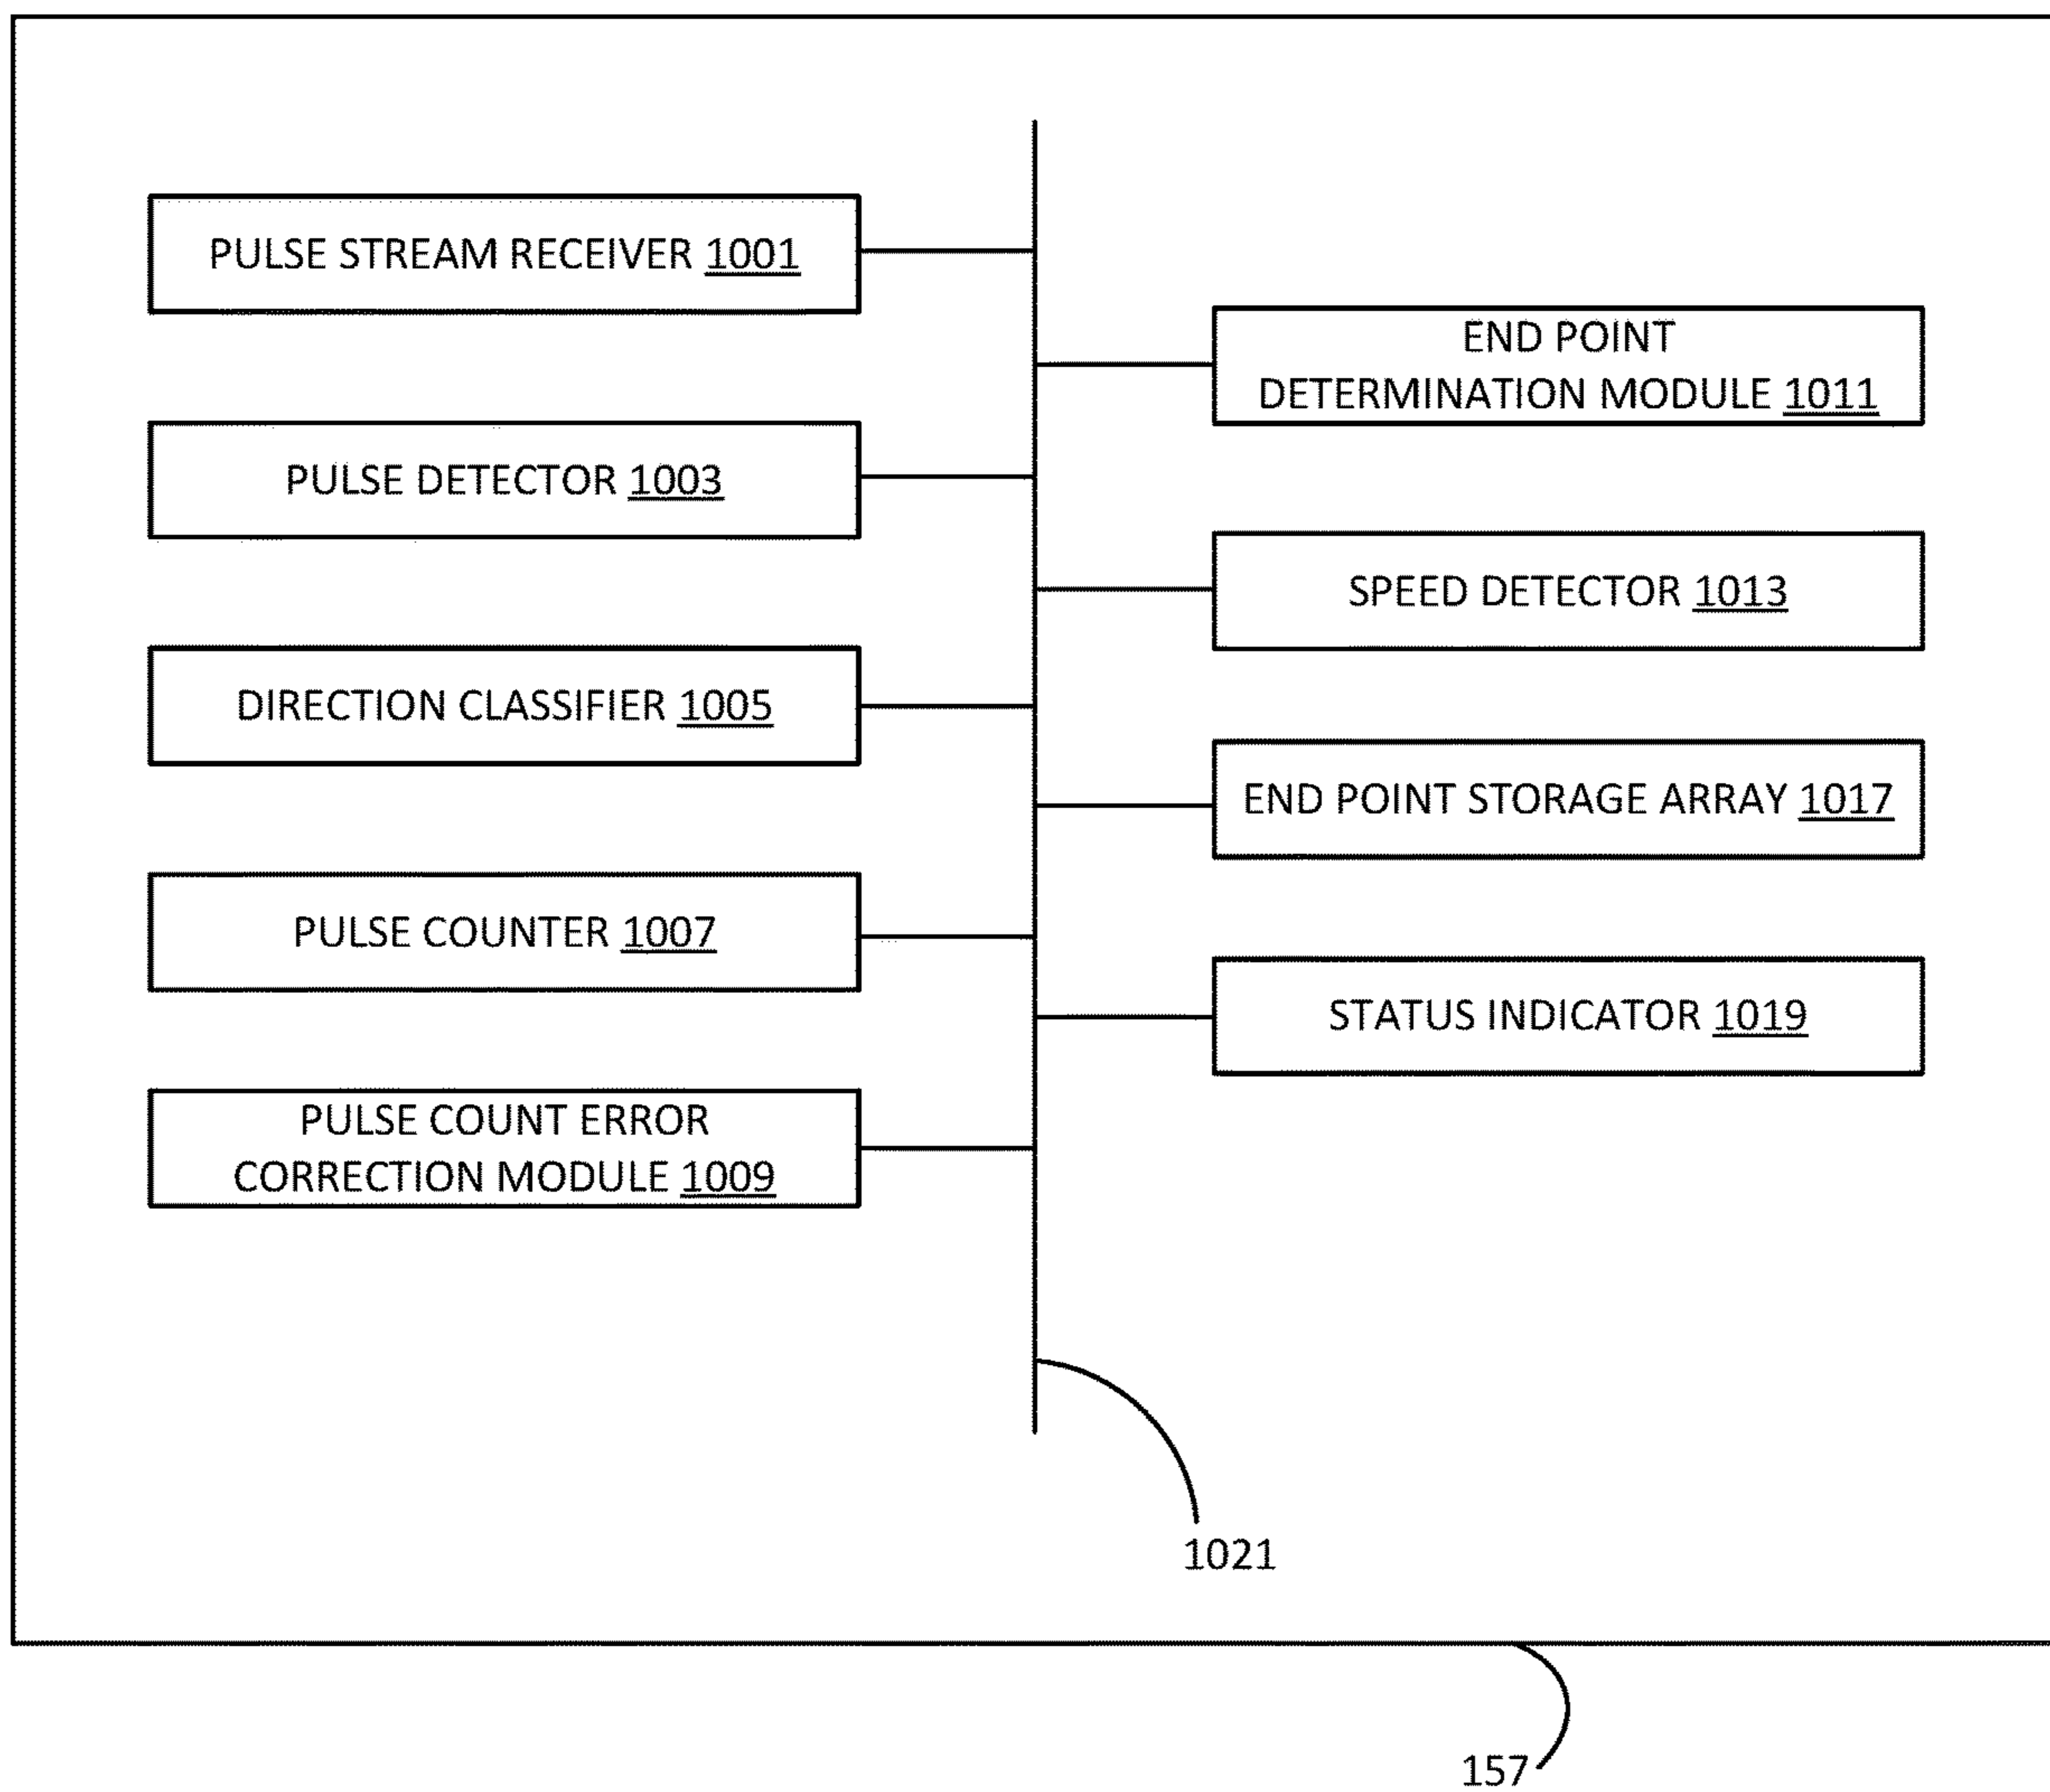 PULSE STREAM RECEIVER 1001
PULSE DETECTOR 1003
DIRECTION CLASSIFIER 1005
PULSE COUNTER 1007
PULSE COUNT ERROR
CORRECTION MODULE 1009
END POINT
DETERMINATION MODULE 1011
SPEED DETECTOR 1013
END POINT STORAGE ARRAY 1017
STATUS INDICATOR 1019
1021
157